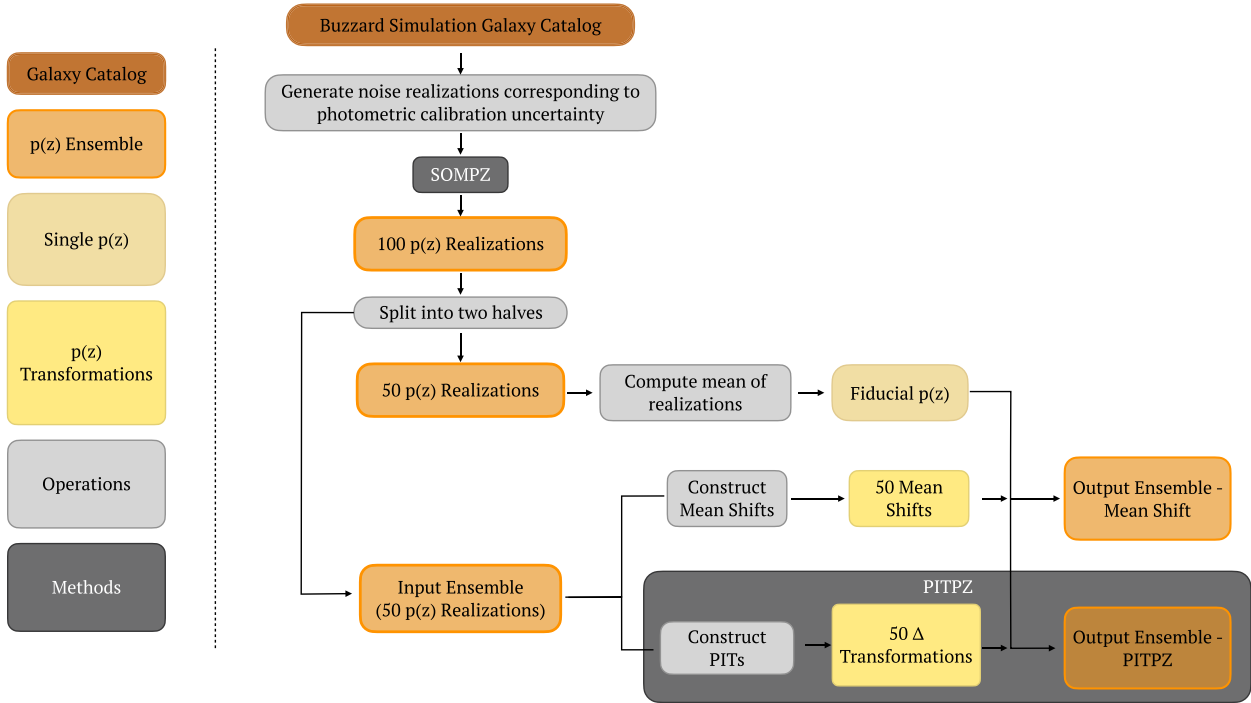 Galaxy Catalog
p(z) Ensemble
Single p(z)
p(z)
Transformations
Operations
Methods
Buzzard Simulation Galaxy Catalog
Generate noise realizations corresponding to
photometric calibration uncertainty
SOMPZ
100 p(z) Realizations
Split into two halves
50 p(z) Realizations
Compute mean of
realizations
Fiducial p(z)
Construct
Mean Shifts
50 Mean
Shifts
Output Ensemble -
Mean Shift
Input Ensemble
(50 p(z) Realizations)
PITPZ
Construct
PITs
50 Δ
Transformations
Output Ensemble -
PITPZ